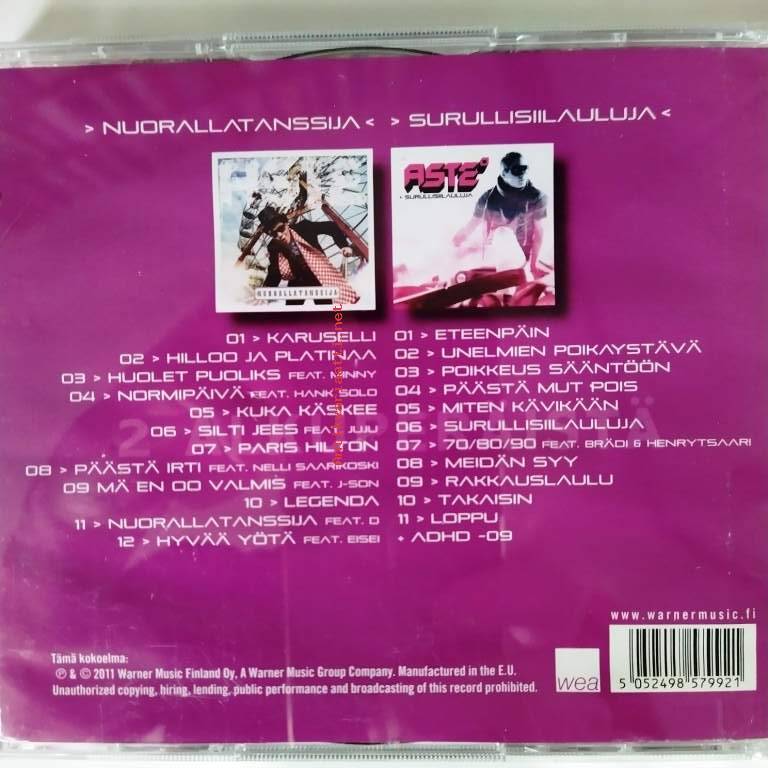 > NUORALLATANSSIJA <
> SURULLISIILAULUJA <
NUORALLATANSSIJA
ASTE°
+ SURULLISIILAULUJA
01 > KARUSELLI
02 > HILLOO JA PLATINAA
03 > HUOLET PUOLIKS FEAT. MINNY
04 > NORMIPÄIVÄ FEAT. HANK SOLO
05 > KUKA KÄSKEE
06 > SILTI JEES FEAT. JUJU
07 > PARIS HILTON
08 > PÄÄSTÄ IRTI FEAT. NELLI SAARIKOSKI
09 > MÄ EN OO VALMIS FEAT. J-SON
10 > LEGENDA
11 > NUORALLATANSSIJA FEAT. D
12 > HYVÄÄ YÖTÄ FEAT. EISEI
01 > ETEENPÄIN
02 > UNELMIEN POIKAYSTÄVÄ
03 > POIKKEUS SÄÄNTÖÖN
04 > PÄÄSTÄ MUT POIS
05 > MITEN KÄVIKÄÄN
06 > SURULLISIILAULUJA
07 > 70/80/90 FEAT. BRÄDI & HENRYTSAARI
08 > MEIDÄN SYY
09 > RAKKAUSLAULU
10 > TAKAISIN
11 > LOPPU
+ ADHD -09
www.warnermusic.fi
Tämä kokoelma:
℗ & © 2011 Warner Music Finland Oy, A Warner Music Group Company. Manufactured in the E.U.
Unauthorized copying, hiring, lending, public performance and broadcasting of this record prohibited.
wea
5 052498 579921